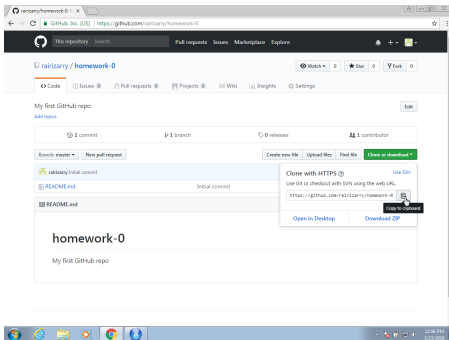 rairizarry/homework-0
GitHub, Inc. [US] | https://github.com/rairizarry/homework-0
This repository Search Pull requests Issues Marketplace Explore
rairizarry / homework-0 Watch 0 Star 0 Fork 0
Code Issues 0 Pull requests 0 Projects 0 Wiki Insights Settings
My first GitHub repo Edit
Add topics
1 commit 1 branch 0 releases 1 contributor
Branch: master New pull request Create new file Upload files Find file Clone or download
rairizarry Initial commit
README.md Initial commit
README.md
Clone with HTTPS Use SSH
Use Git or checkout with SVN using the web URL.
https://github.com/rairizarry/homework-0
Copy to clipboard
Open in Desktop Download ZIP
homework-0
My first GitHub repo
12:56 PM